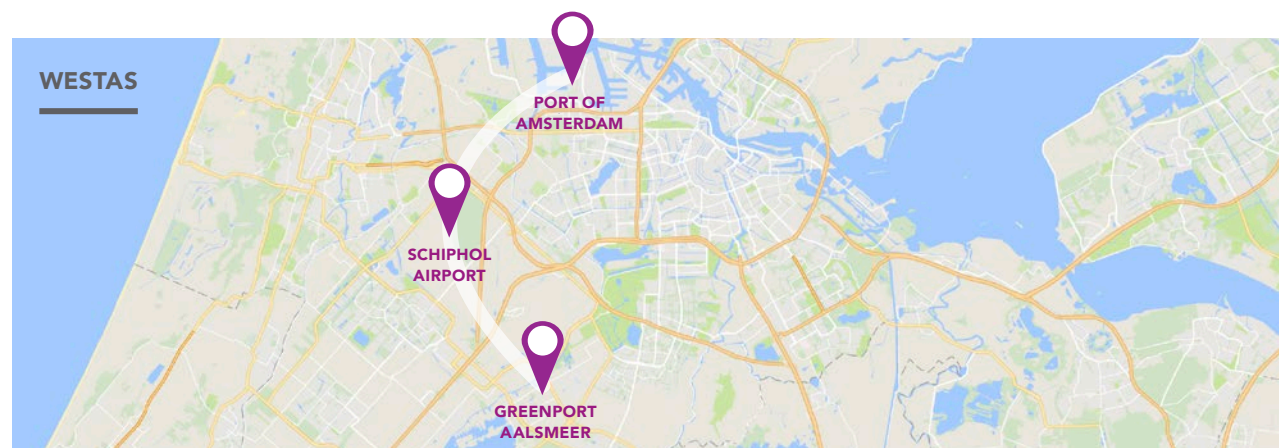 WESTAS
PORT OF
AMSTERDAM
SCHIPHOL
AIRPORT
GREENPORT
AALSMEER